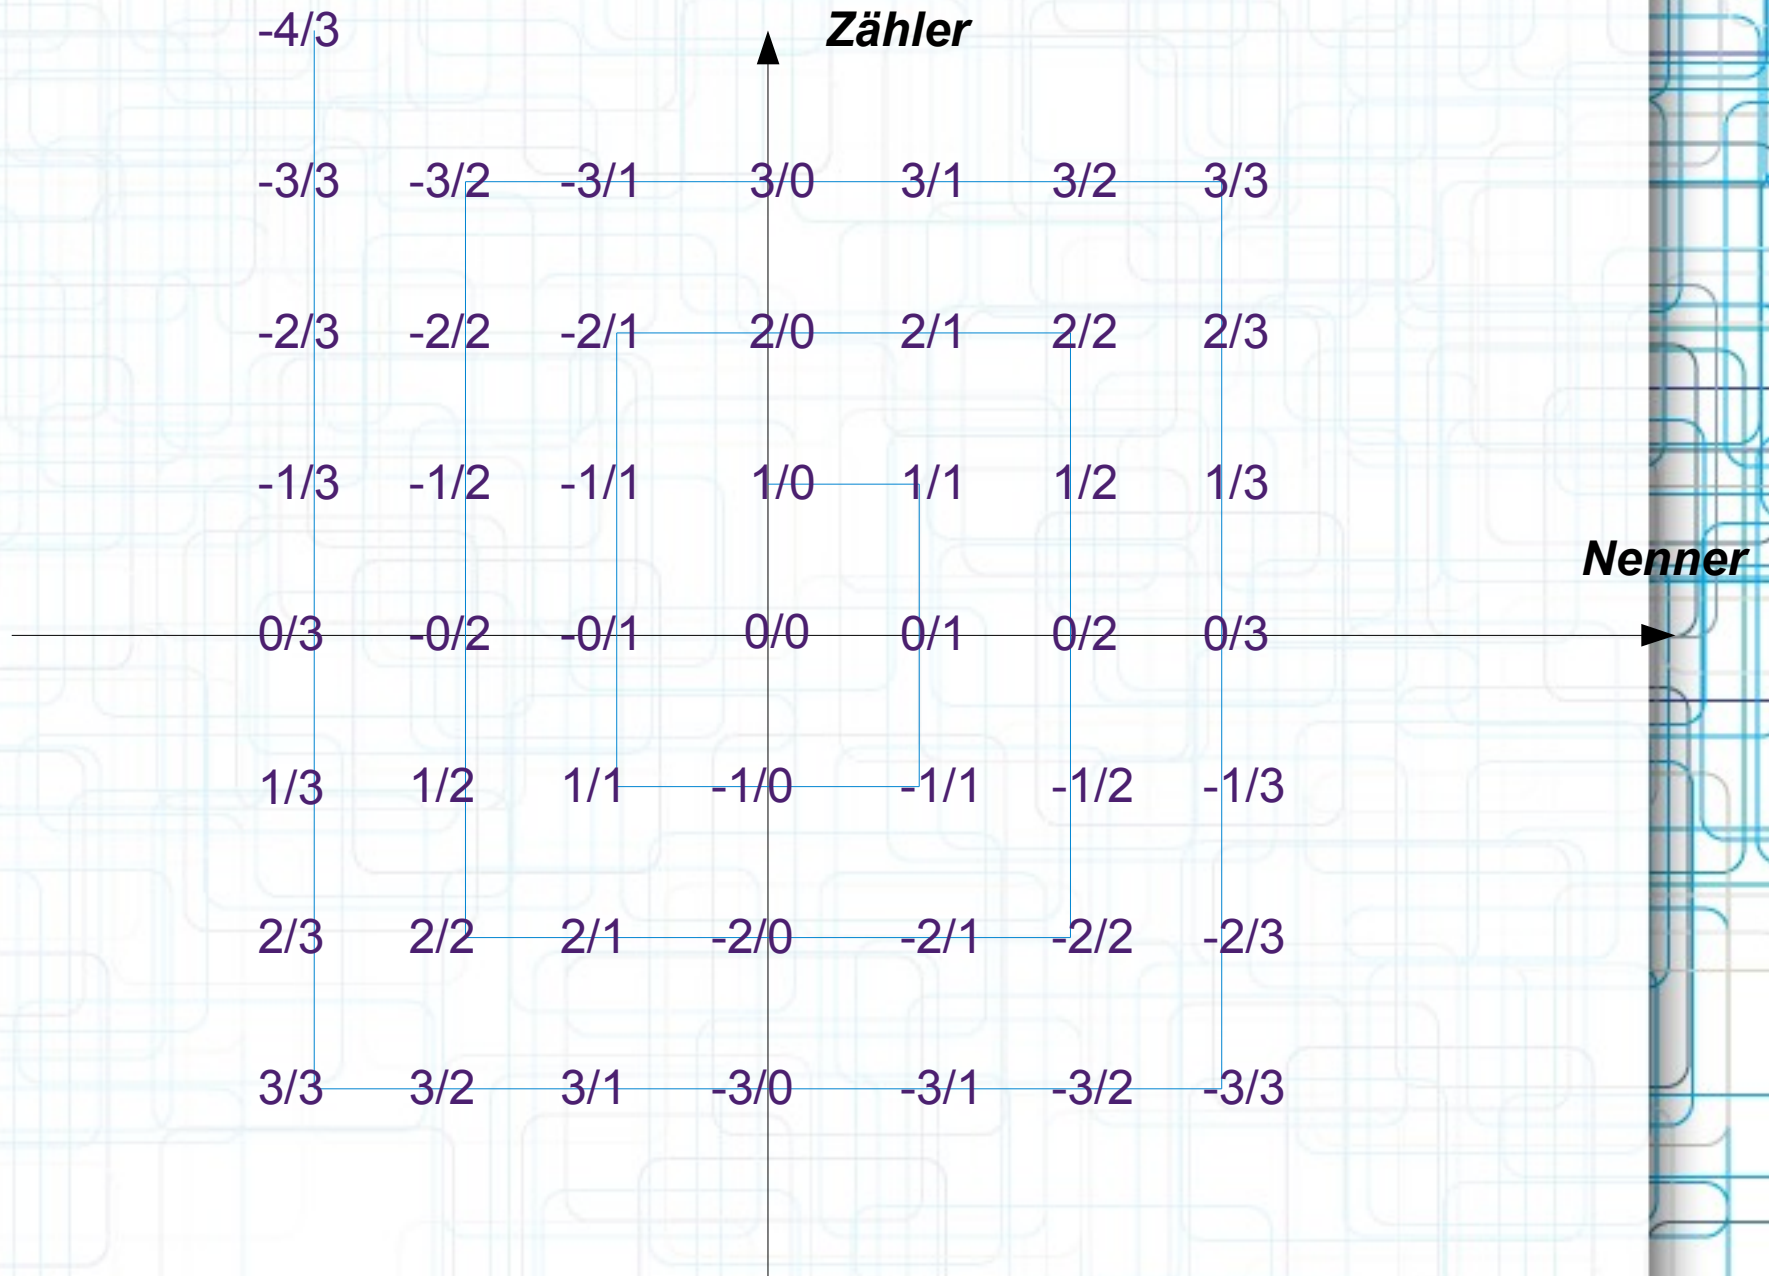 -4/3 Zähler
-3/3 -3/2 -3/1 3/0 3/1 3/2 3/3
-2/3 -2/2 -2/1 2/0 2/1 2/2 2/3
-1/3 -1/2 -1/1 1/0 1/1 1/2 1/3
Nenner
0/3 -0/2 -0/1 0/0 0/1 0/2 0/3
1/3 1/2 1/1 -1/0 -1/1 -1/2 -1/3
2/3 2/2 2/1 -2/0 -2/1 -2/2 -2/3
3/3 3/2 3/1 -3/0 -3/1 -3/2 -3/3